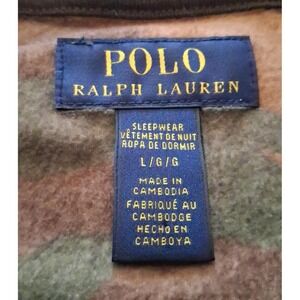 POLO
RALPH LAUREN
SLEEPWEAR
VÊTEMENT DE NUIT
ROPA DE DORMIR
L/G/G
MADE IN
CAMBODIA
FABRIQUÉ AU
CAMBODGE
HECHO EN
CAMBOYA